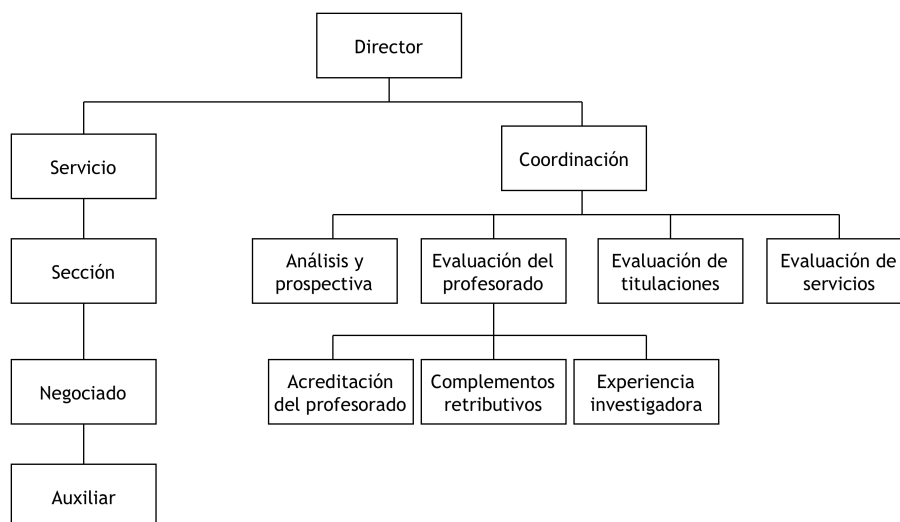 Director
Servicio
Coordinación
Sección
Análisis y
prospectiva
Evaluación del
profesorado
Evaluación de
titulaciones
Evaluación de
servicios
Negociado
Acreditación
del profesorado
Complementos
retributivos
Experiencia
investigadora
Auxiliar